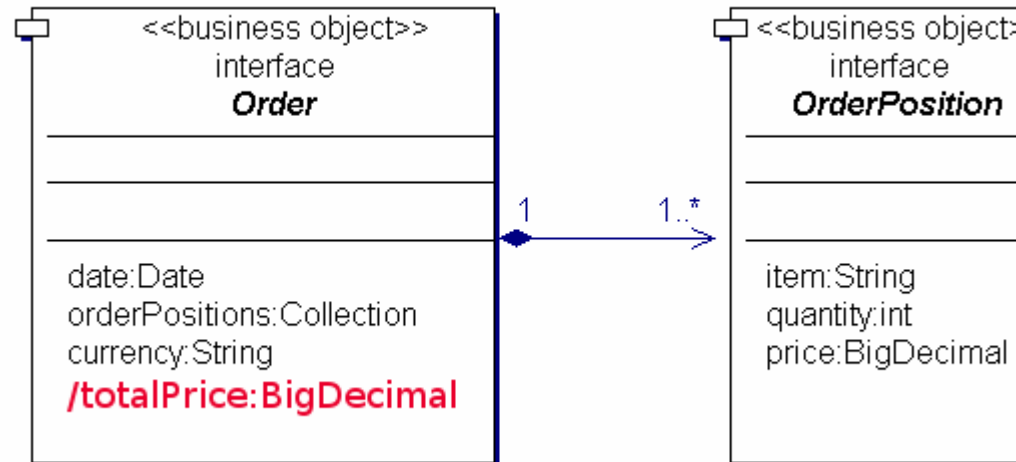 <<business object>>
interface
Order
date:Date
orderPositions:Collection
currency:String
/totalPrice:BigDecimal
1
1..*
<<business object>
interface
OrderPosition
item:String
quantity:int
price:BigDecimal